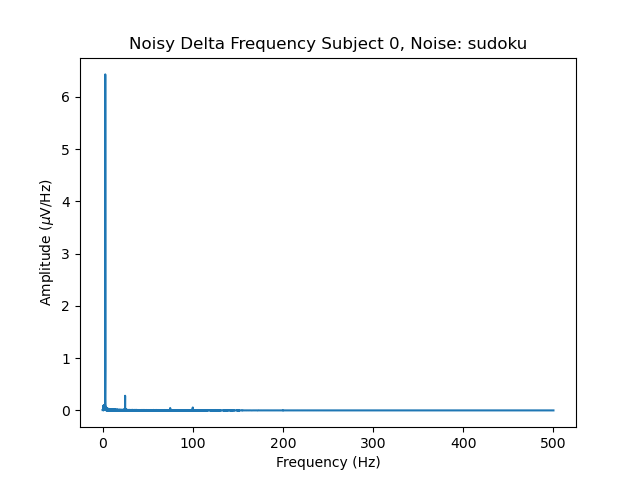 Noisy Delta Frequency Subject 0, Noise: sudoku
6
5
4
3
2
1
0
Amplitude (μV/Hz)
0 100 200 300 400 500
Frequency (Hz)